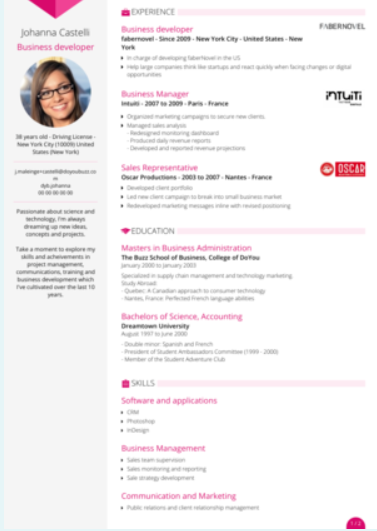 Johanna Castelli
Business developer
38 years old - Driving License -
New York City (10009) United
States (New York)
dyb.johanna
00 00 00 00 00
Passionate about science and
technology, I'm always
dreaming up new ideas,
concepts and projects.
Take a moment to explore my
skills and acheivements in
project management,
communications, training and
business development which
I've cultivated over the last 10
years.
EXPERIENCE
Business developer
FABERNOVEL
fabernovel - Since 2009 - New York City - United States - New
York
In charge of developing faberNovel in the US
Help large companies think like startups and react quickly when facing changes or digital
opportunities
Business Manager
INTUITI
Intuiti - 2007 to 2009 - Paris - France
Organized marketing campaigns to secure new clients.
Managed sales analysis
- Redesigned monitoring dashboard
- Produced daily revenue reports
- Developed and reported revenue projections
Sales Representative
OSCAR
Oscar Productions - 2003 to 2007 - Nantes - France
Developed client portfolio
Led new client campaign to break into small business market
Redeveloped marketing messages inline with revised positioning
EDUCATION
Masters in Business Administration
The Buzz School of Business, College of DoYou
January 2000 to January 2003
Specialized in supply chain management and technology marketing.
Study Abroad:
- Quebec: A Canadian approach to consumer technology
- Nantes, France: Perfected French language abilities
Bachelors of Science, Accounting
Dreamtown University
August 1997 to June 2000
- Double minor: Spanish and French
- President of Student Ambassadors Committee (1999 - 2000)
- Member of the Student Adventure Club
SKILLS
Software and applications
CRM
Photoshop
InDesign
Business Management
Sales team supervision
Sales monitoring and reporting
Sale strategy development
Communication and Marketing
Public relations and client relationship management
1 / 2